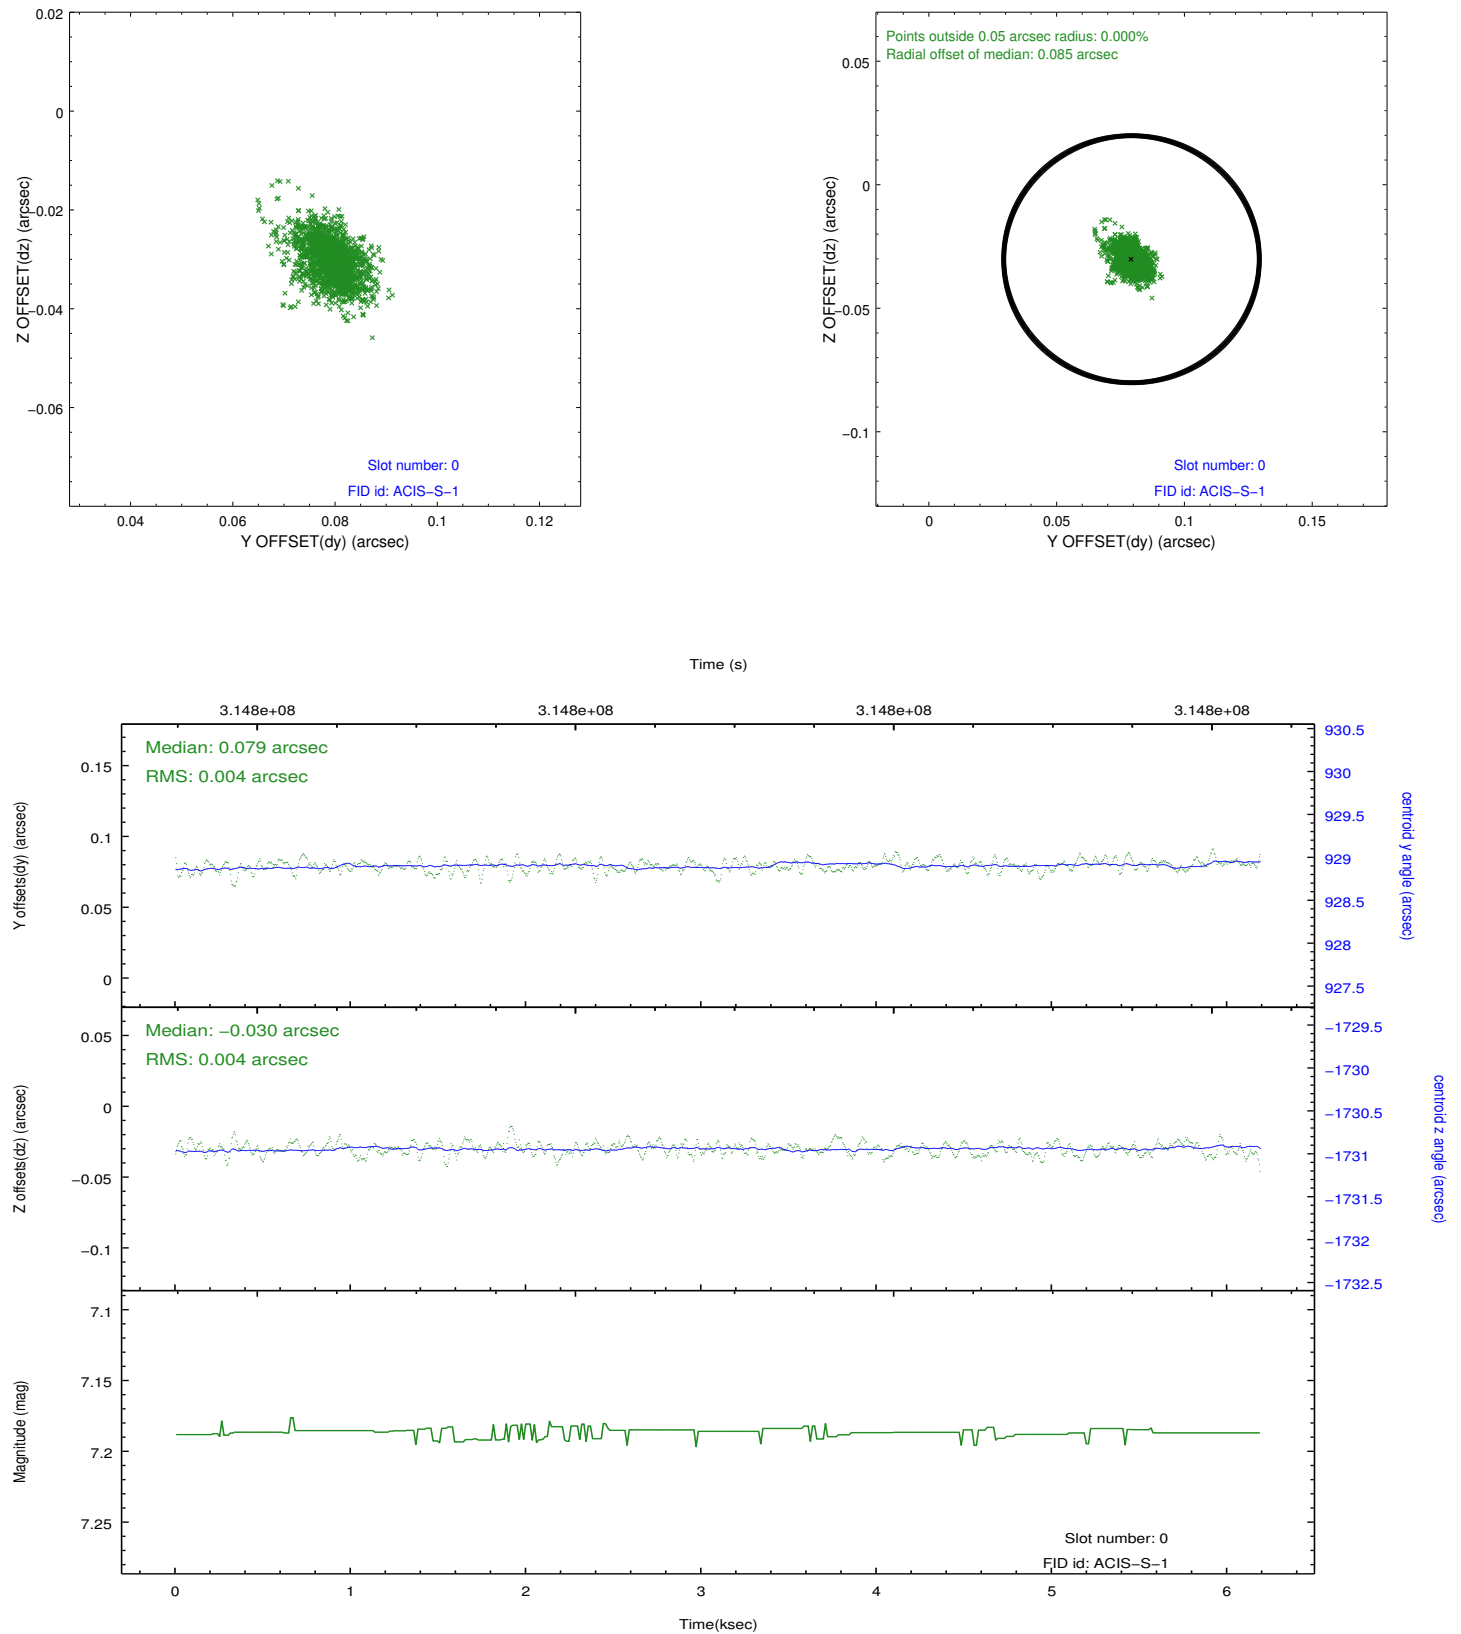 0.02
0
−0.02
−0.04
−0.06
Z OFFSET(dz) (arcsec)
Slot number: 0
FID id: ACIS−S−1
0.04 0.06 0.08 0.1 0.12
Y OFFSET(dy) (arcsec)
Points outside 0.05 arcsec radius: 0.000%
Radial offset of median: 0.085 arcsec
0.05
0
−0.05
−0.1
Z OFFSET(dz) (arcsec)
Slot number: 0
FID id: ACIS−S−1
0 0.05 0.1 0.15
Y OFFSET(dy) (arcsec)
Time (s)
3.148e+08 3.148e+08 3.148e+08 3.148e+08
Median: 0.079 arcsec
RMS: 0.004 arcsec
0.15
0.1
0.05
0
Y offsets(dy) (arcsec)
930.5
930
929.5
929
928.5
928
927.5
centroid y angle (arcsec)
Median: −0.030 arcsec
RMS: 0.004 arcsec
0.05
0
−0.05
−0.1
Z offsets(dz) (arcsec)
−1729.5
−1730
−1730.5
−1731
−1731.5
−1732
−1732.5
centroid z angle (arcsec)
7.1
7.15
7.2
7.25
Magnitude (mag)
Slot number: 0
FID id: ACIS−S−1
0 1 2 3 4 5 6
Time(ksec)